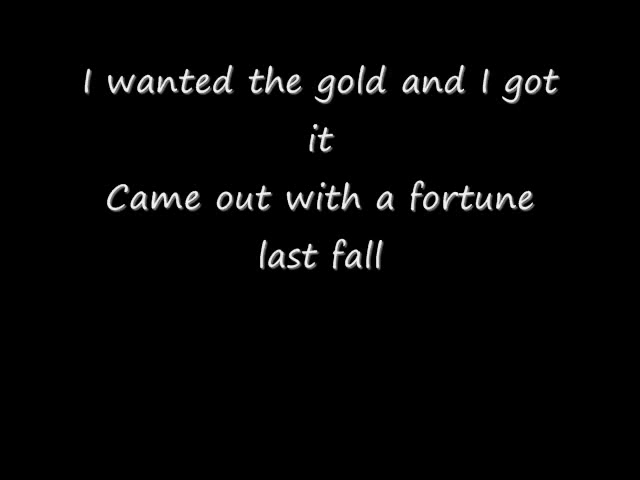 I wanted the gold and I got
it
Came out with a fortune
last fall